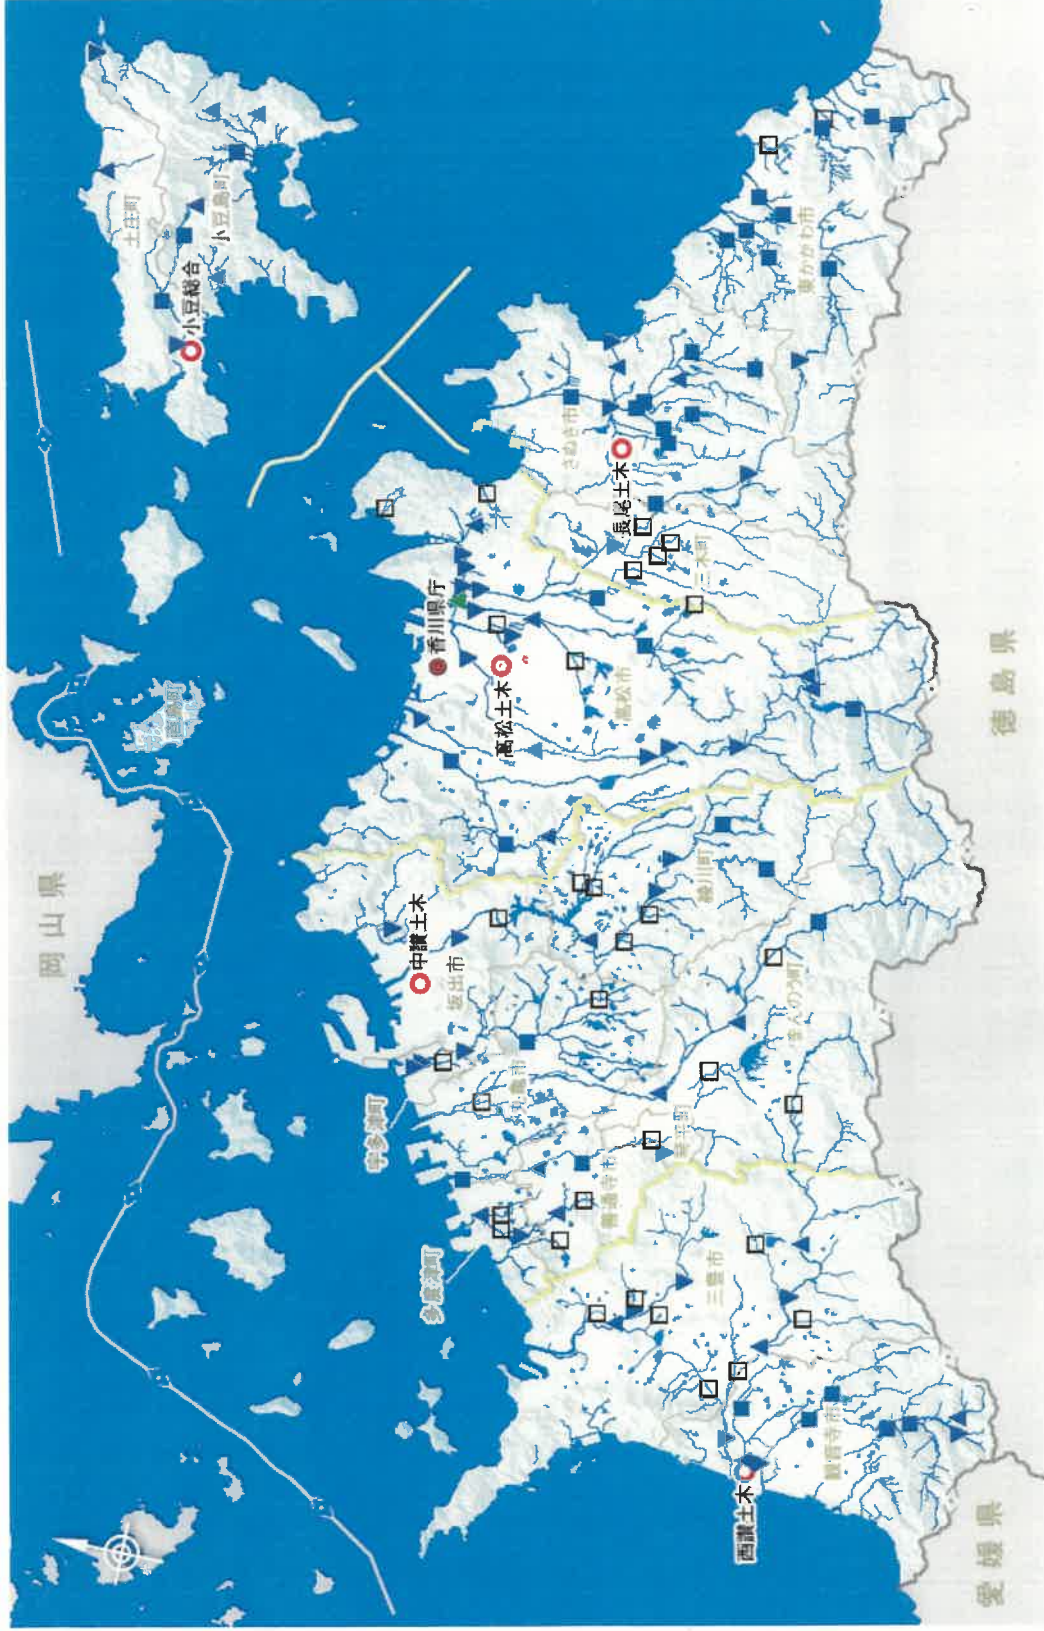 岡山県
土庄町
小豆島町
小豆総合
直島町
香川県庁
高松土木
高松市
さぬき市
長尾土木
三木町
東かがわ市
中讃土木
坂出市
宇多津町
丸亀市
綾川町
まんのう町
多度津町
善通寺市
琴平町
三豊市
西讃土木
観音寺市
愛媛県
徳島県